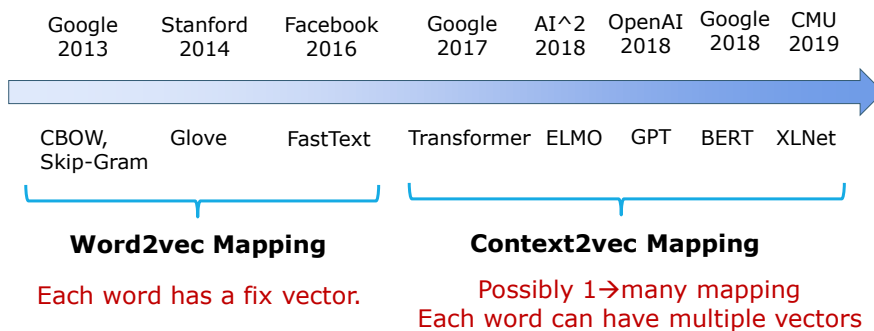 Google Stanford Facebook Google AI^2 OpenAI Google CMU
2013 2014 2016 2017 2018 2018 2018 2019
CBOW, Glove FastText Transformer ELMO GPT BERT XLNet
Skip-Gram
Word2vec Mapping Context2vec Mapping
Each word has a fix vector. Possibly 1→many mapping
Each word can have multiple vectors